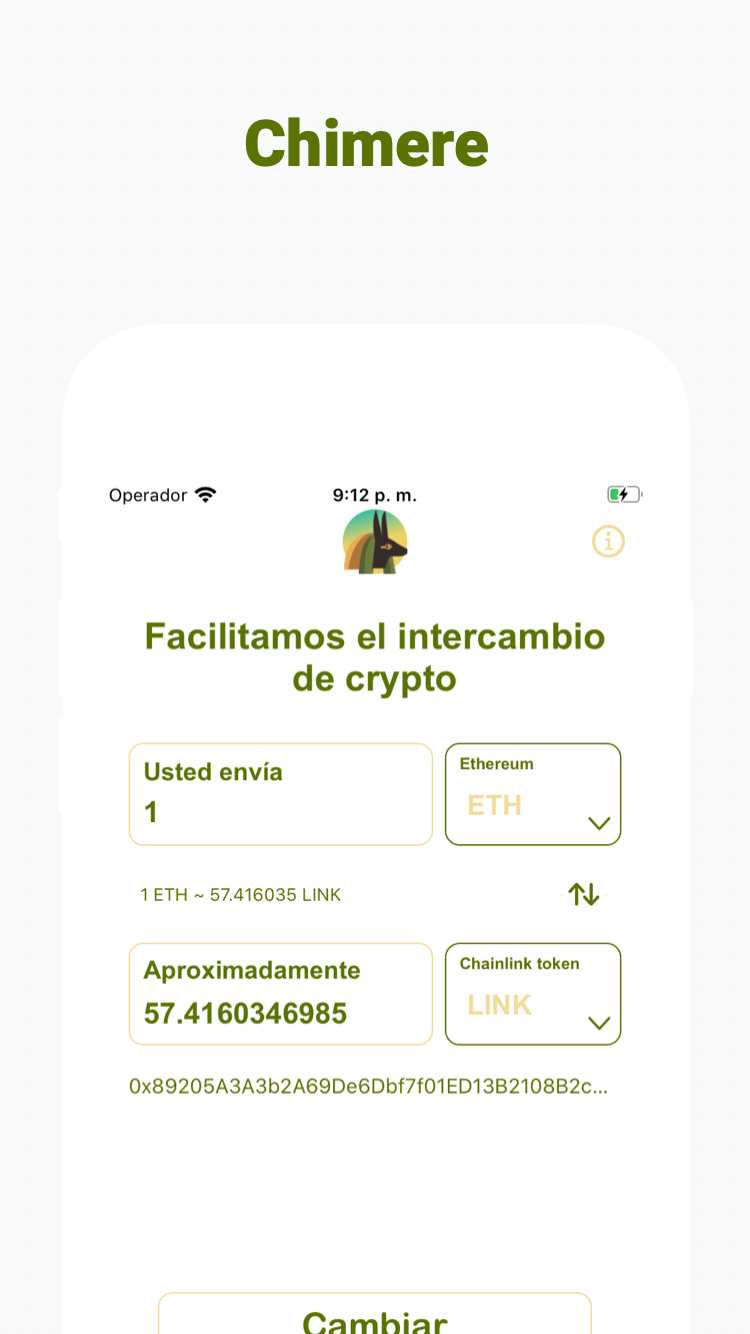 Chimere
Operador
9:12 p. m.
Facilitamos el intercambio
de crypto
Usted envía
1
Ethereum
ETH
1 ETH ~ 57.416035 LINK
Aproximadamente
57.4160346985
Chainlink token
LINK
0x89205A3A3b2A69De6Dbf7f01ED13B2108B2c...
Cambiar